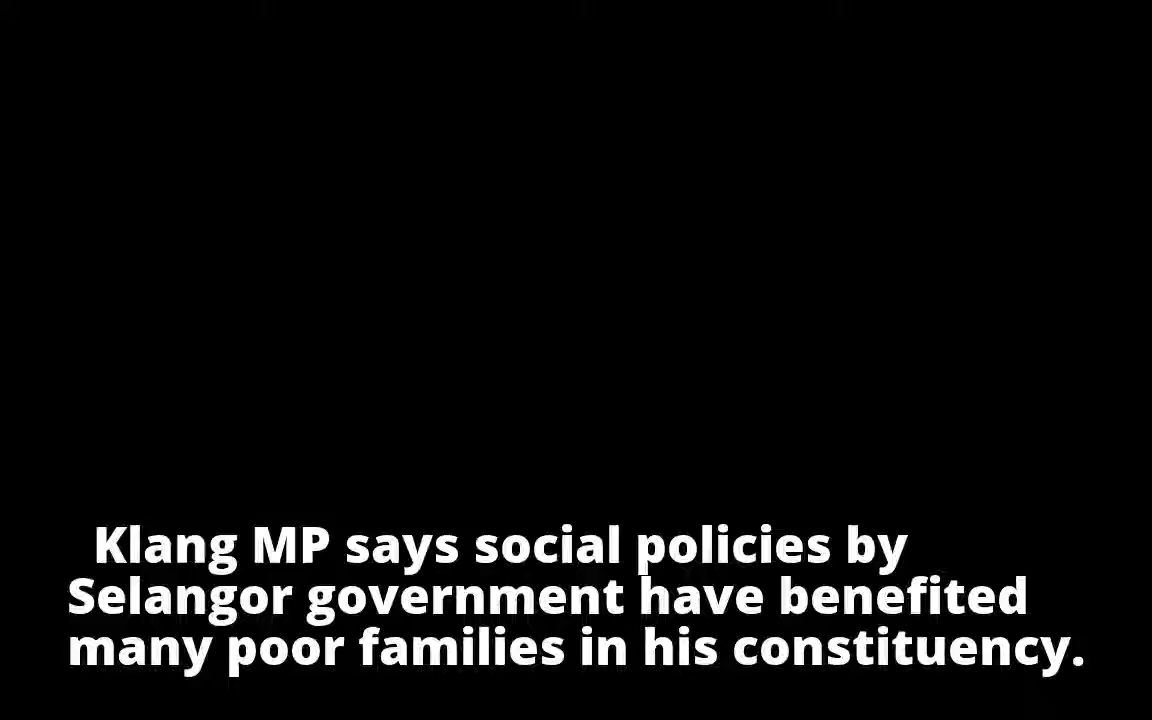 Klang MP says social policies by
Selangor government have benefited
many poor families in his constituency.